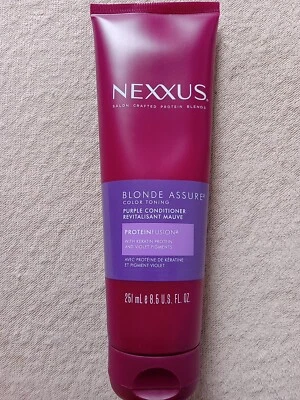 NEXXUS
SALON CRAFTED PROTEIN BLENDS
BLONDE ASSURE
COLOR TONING
PURPLE CONDITIONER
REVITALISANT MAUVE
PROTEINFUSION
WITH KERATIN PROTEIN
AND VIOLET PIGMENTS
AVEC PROTÉINE DE KÉRATINE
ET PIGMENT VIOLET
251 mL e 8.5 U.S. FL. OZ.